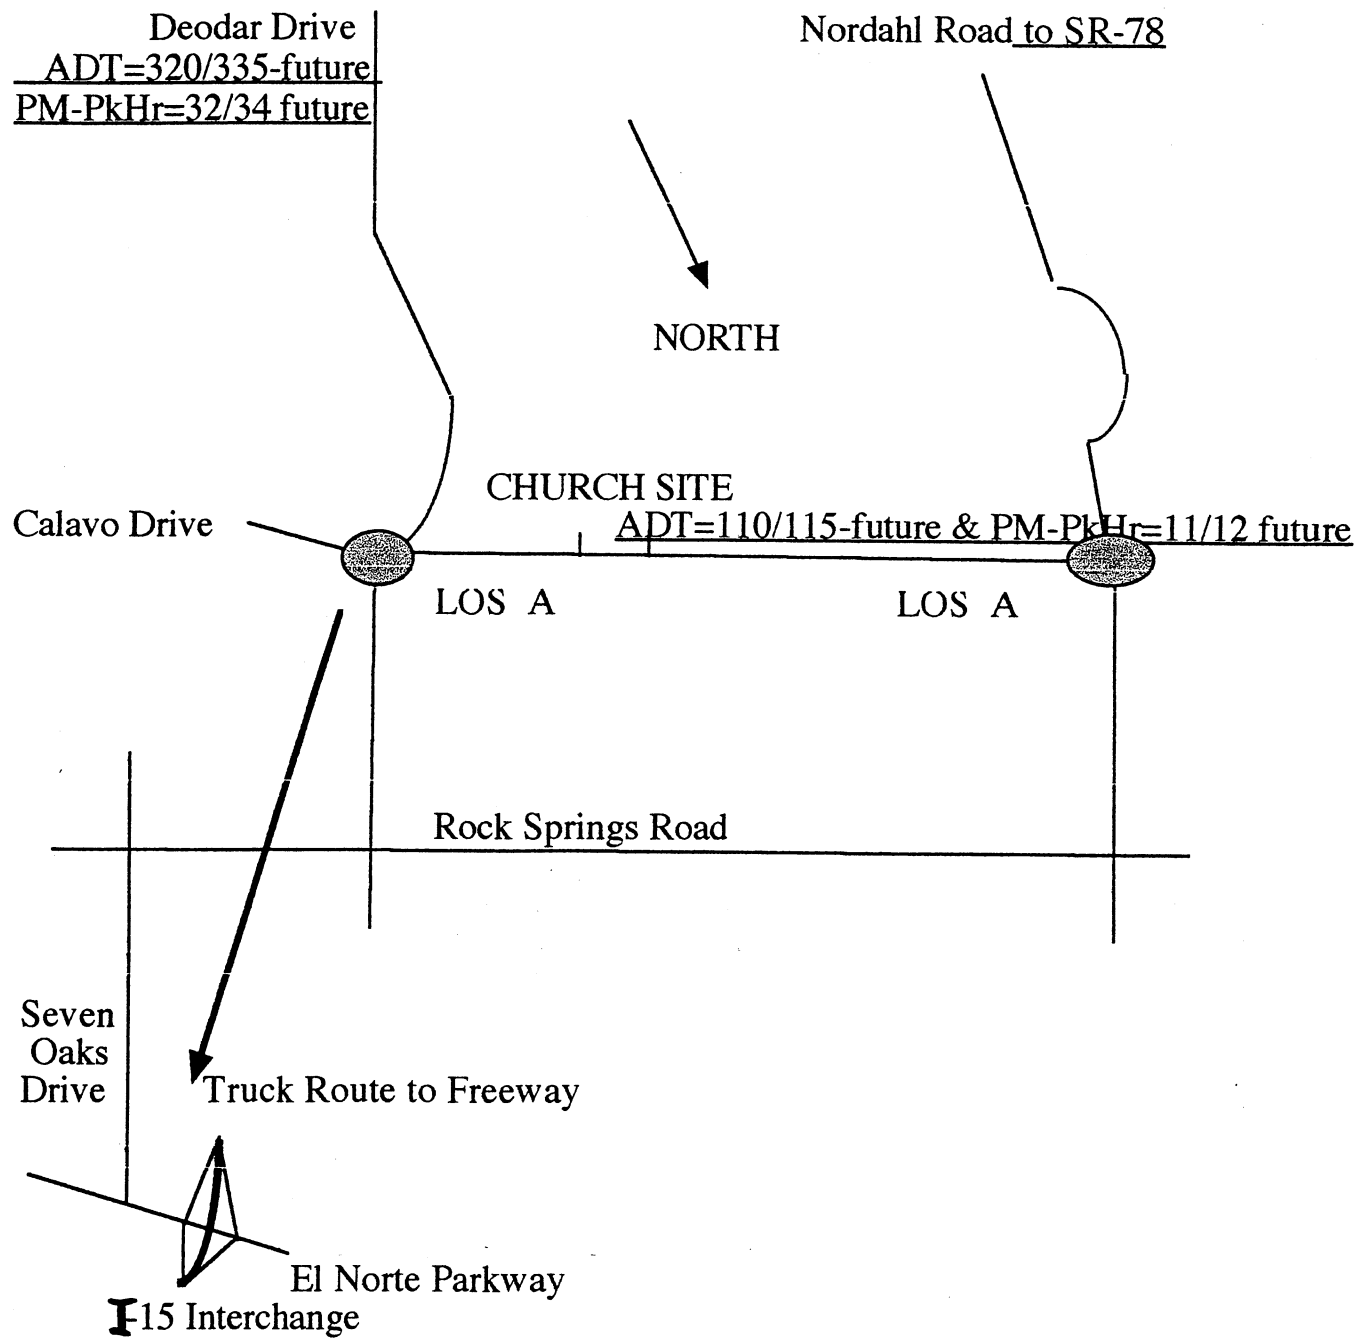 Deodar Drive
ADT=320/335-future
PM-PkHr=32/34 future
Nordahl Road to SR-78
NORTH
CHURCH SITE
ADT=110/115-future & PM-PkHr=11/12 future
Calavo Drive
LOS A
LOS A
Rock Springs Road
Seven
Oaks
Drive
Truck Route to Freeway
El Norte Parkway
I-15 Interchange